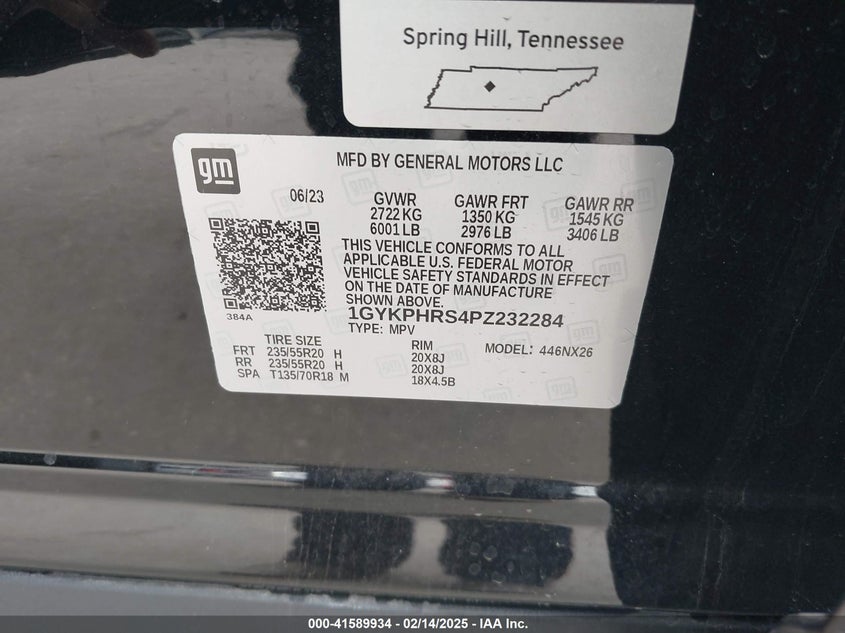 Spring Hill, Tennessee
gm
MFD BY GENERAL MOTORS LLC
06/23
GVWR GAWR FRT GAWR RR
2722 KG 1350 KG 1545 KG
6001 LB 2976 LB 3406 LB
THIS VEHICLE CONFORMS TO ALL
APPLICABLE U.S. FEDERAL MOTOR
VEHICLE SAFETY STANDARDS IN EFFECT
ON THE DATE OF MANUFACTURE
SHOWN ABOVE.
384A
1GYKPHRS4PZ232284
TYPE: MPV
TIRE SIZE RIM MODEL: 446NX26
FRT 235/55R20 H 20X8J
RR 235/55R20 H 20X8J
SPA T135/70R18 M 18X4.5B
000-41589934 - 02/14/2025 - IAA Inc.